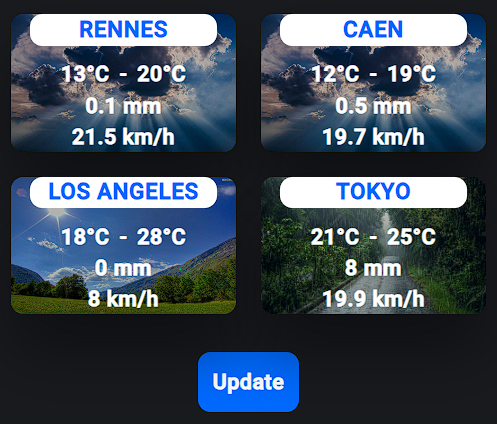 RENNES
13°C - 20°C
0.1 mm
21.5 km/h
CAEN
12°C - 19°C
0.5 mm
19.7 km/h
LOS ANGELES
18°C - 28°C
0 mm
8 km/h
TOKYO
21°C - 25°C
8 mm
19.9 km/h
Update